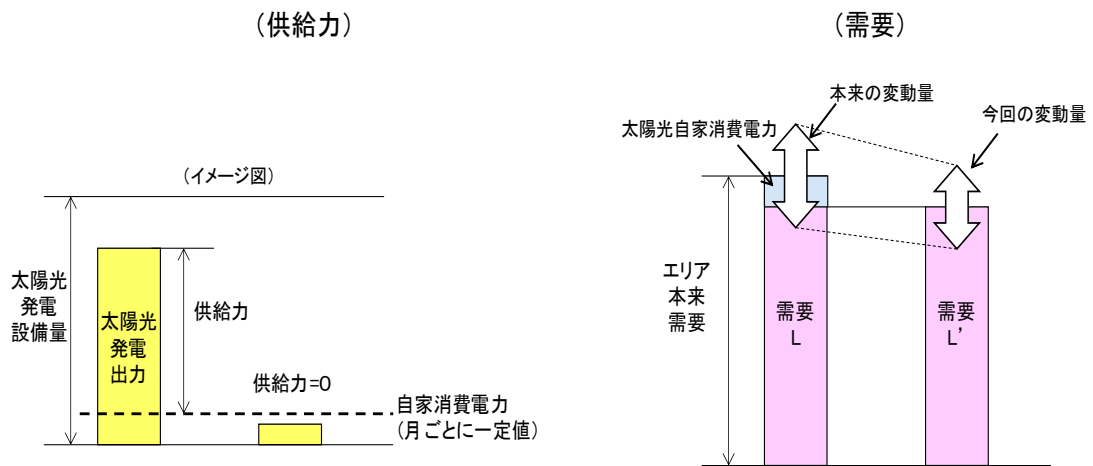 (供給力)
(需要)
本来の変動量
今回の変動量
太陽光自家消費電力
(イメージ図)
太陽光
発電
設備量
太陽光
発電
出力
供給力
供給力=0
自家消費電力
(月ごとに一定値)
エリア
本来
需要
需要
L
需要
L'